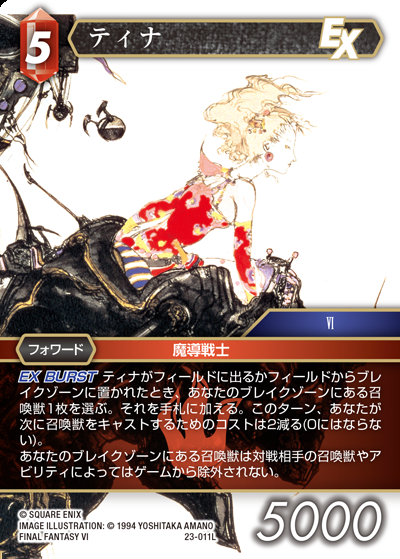 5
ティナ
EX
VI
フォワード
魔導戦士
EX BURST ティナがフィールドに出るかフィールドからブレ
イクゾーンに置かれたとき、あなたのブレイクゾーンにある召
喚獣1枚を選ぶ。それを手札に加える。このターン、あなたが
次に召喚獣をキャストするためのコストは2減る(0にはならな
い)。
あなたのブレイクゾーンにある召喚獣は対戦相手の召喚獣やア
ビリティによってはゲームから除外されない。
© SQUARE ENIX
IMAGE ILLUSTRATION: © 1994 YOSHITAKA AMANO
FINAL FANTASY VI
23-011L
5000